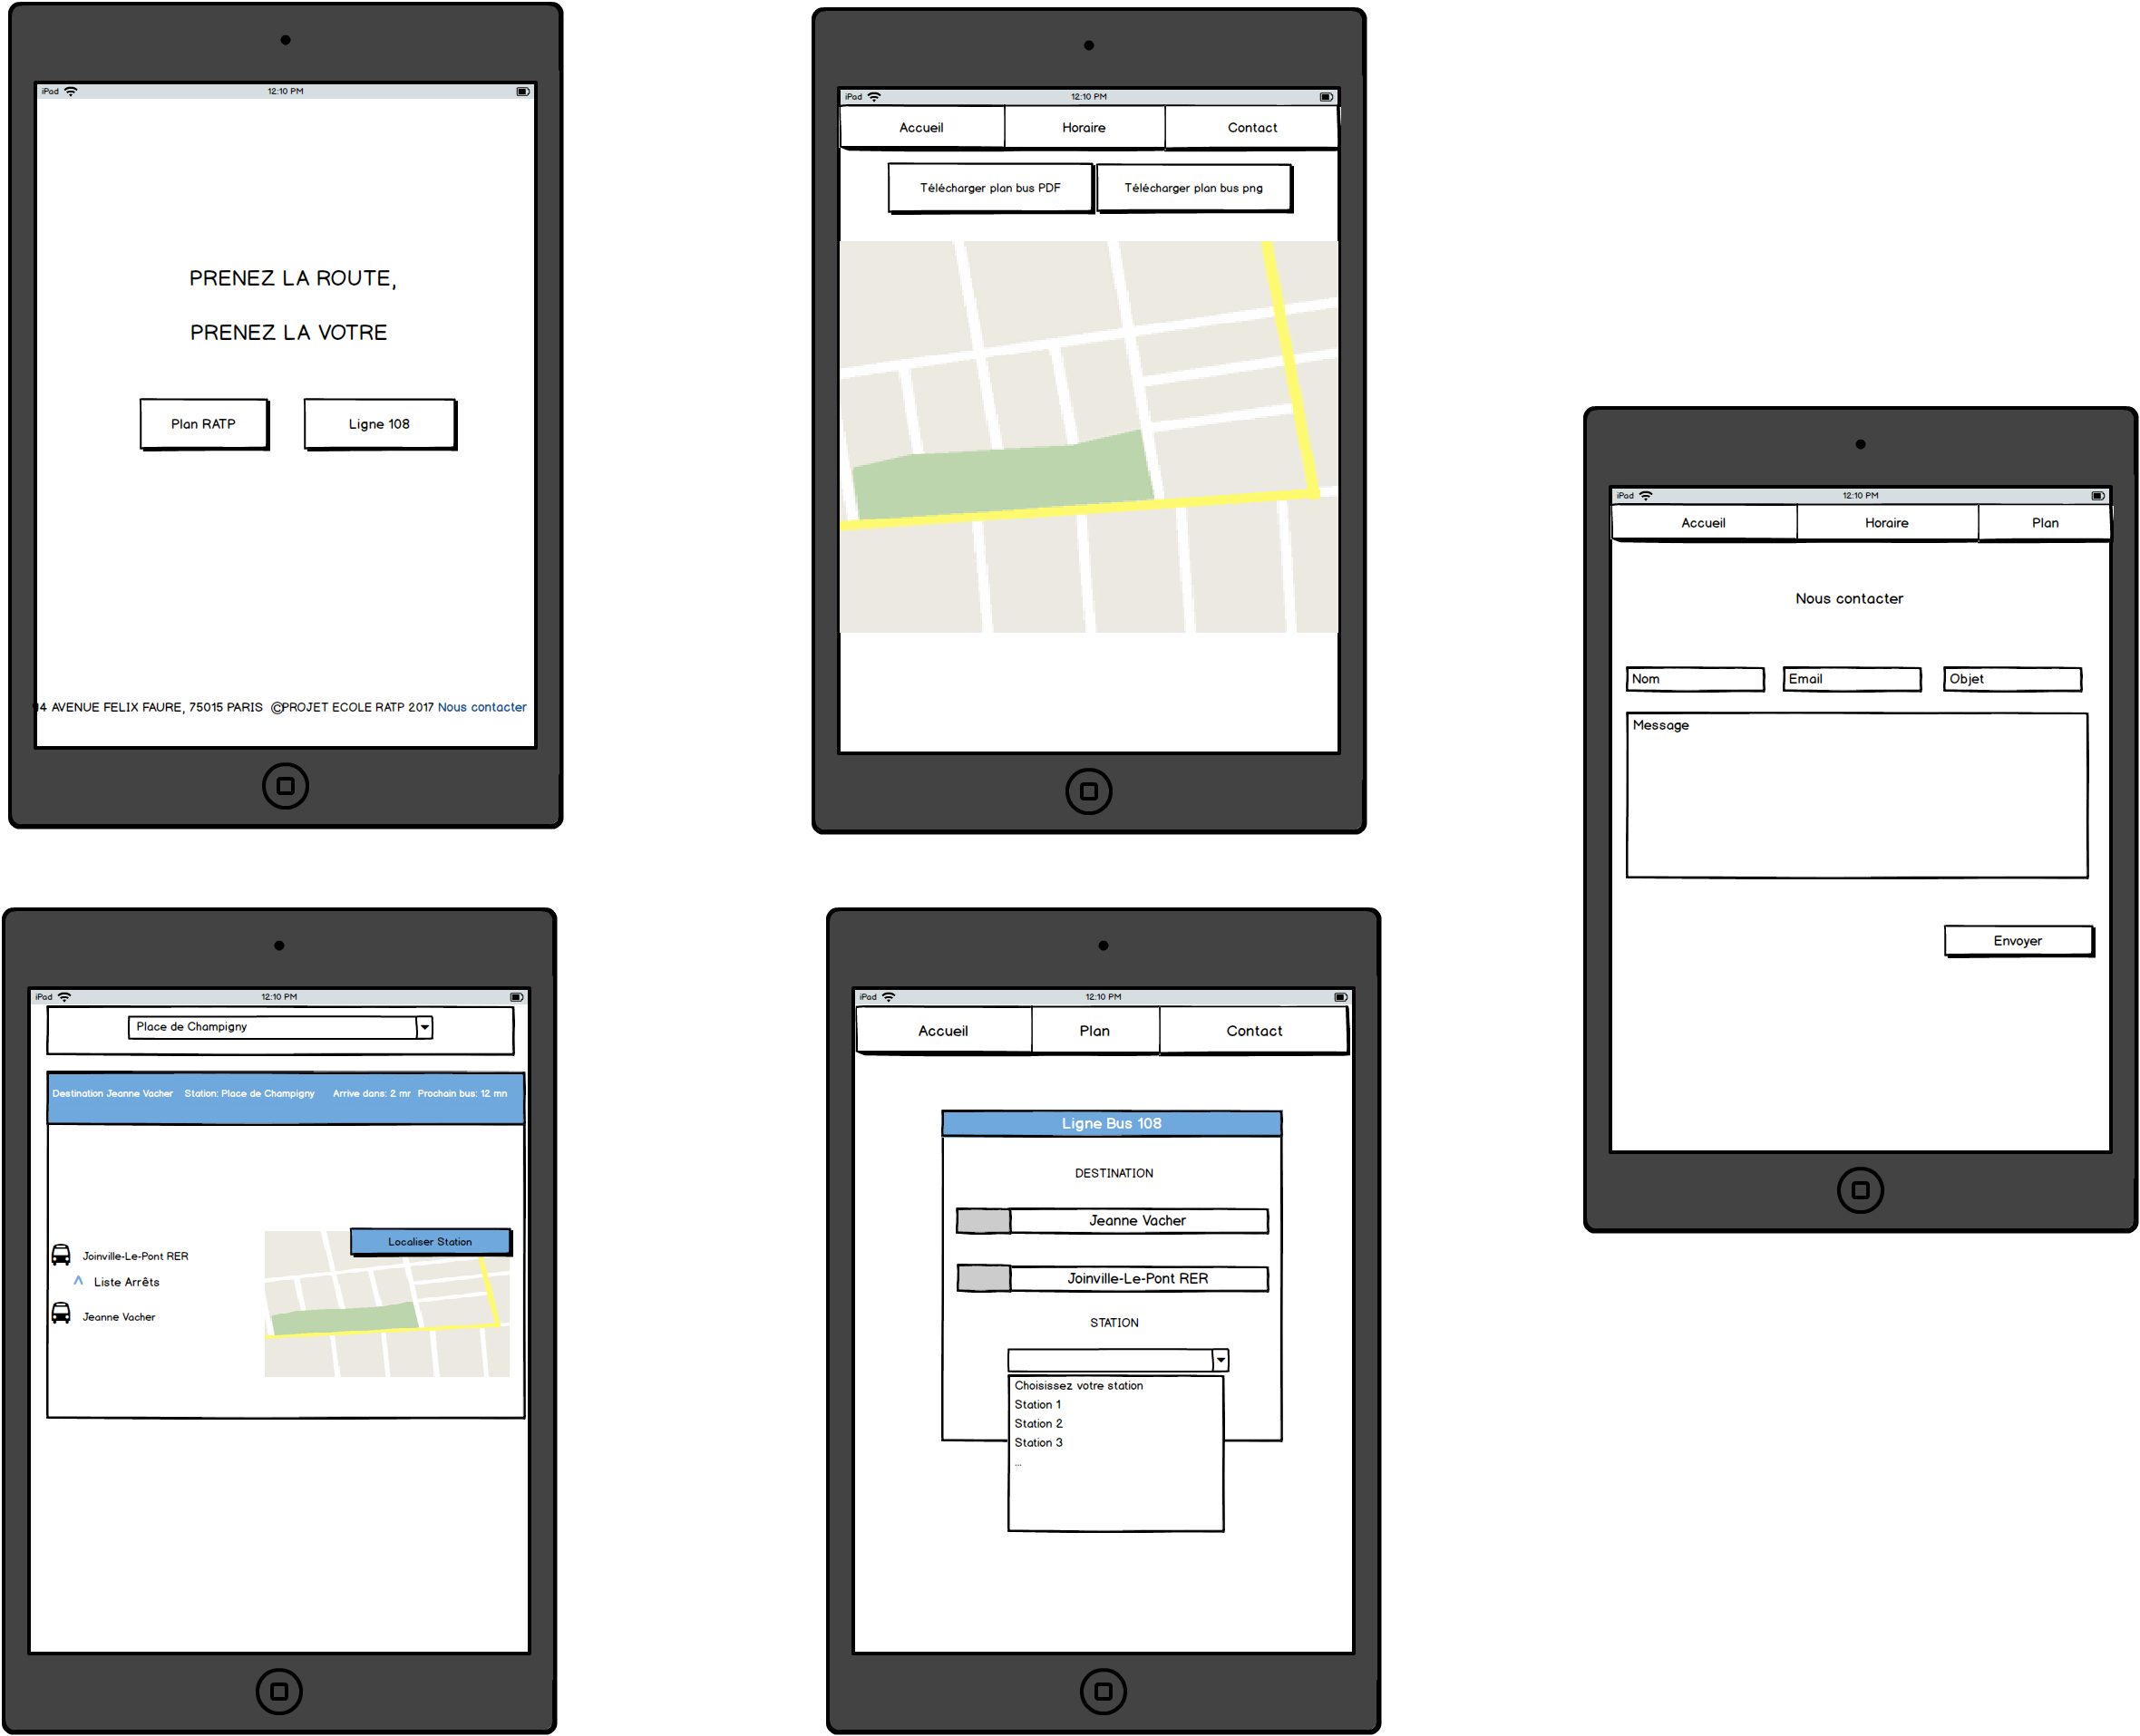 iPad 12:10 PM
PRENEZ LA ROUTE,
PRENEZ LA VOTRE
Plan RATP Ligne 108
14 AVENUE FELIX FAURE, 75015 PARIS ©PROJET ECOLE RATP 2017 Nous contacter
iPad 12:10 PM
Accueil Horaire Contact
Télécharger plan bus PDF Télécharger plan bus png
iPad 12:10 PM
Accueil Horaire Plan
Nous contacter
Nom Email Objet
Message
Envoyer
iPad 12:10 PM
Place de Champigny
Destination Jeanne Vacher Station: Place de Champigny Arrive dans: 2 mr Prochain bus: 12 mn
Localiser Station
Joinville-Le-Pont RER
^ Liste Arrêts
Jeanne Vacher
iPad 12:10 PM
Accueil Plan Contact
Ligne Bus 108
DESTINATION
Jeanne Vacher
Joinville-Le-Pont RER
STATION
Choisissez votre station
Station 1
Station 2
Station 3
...